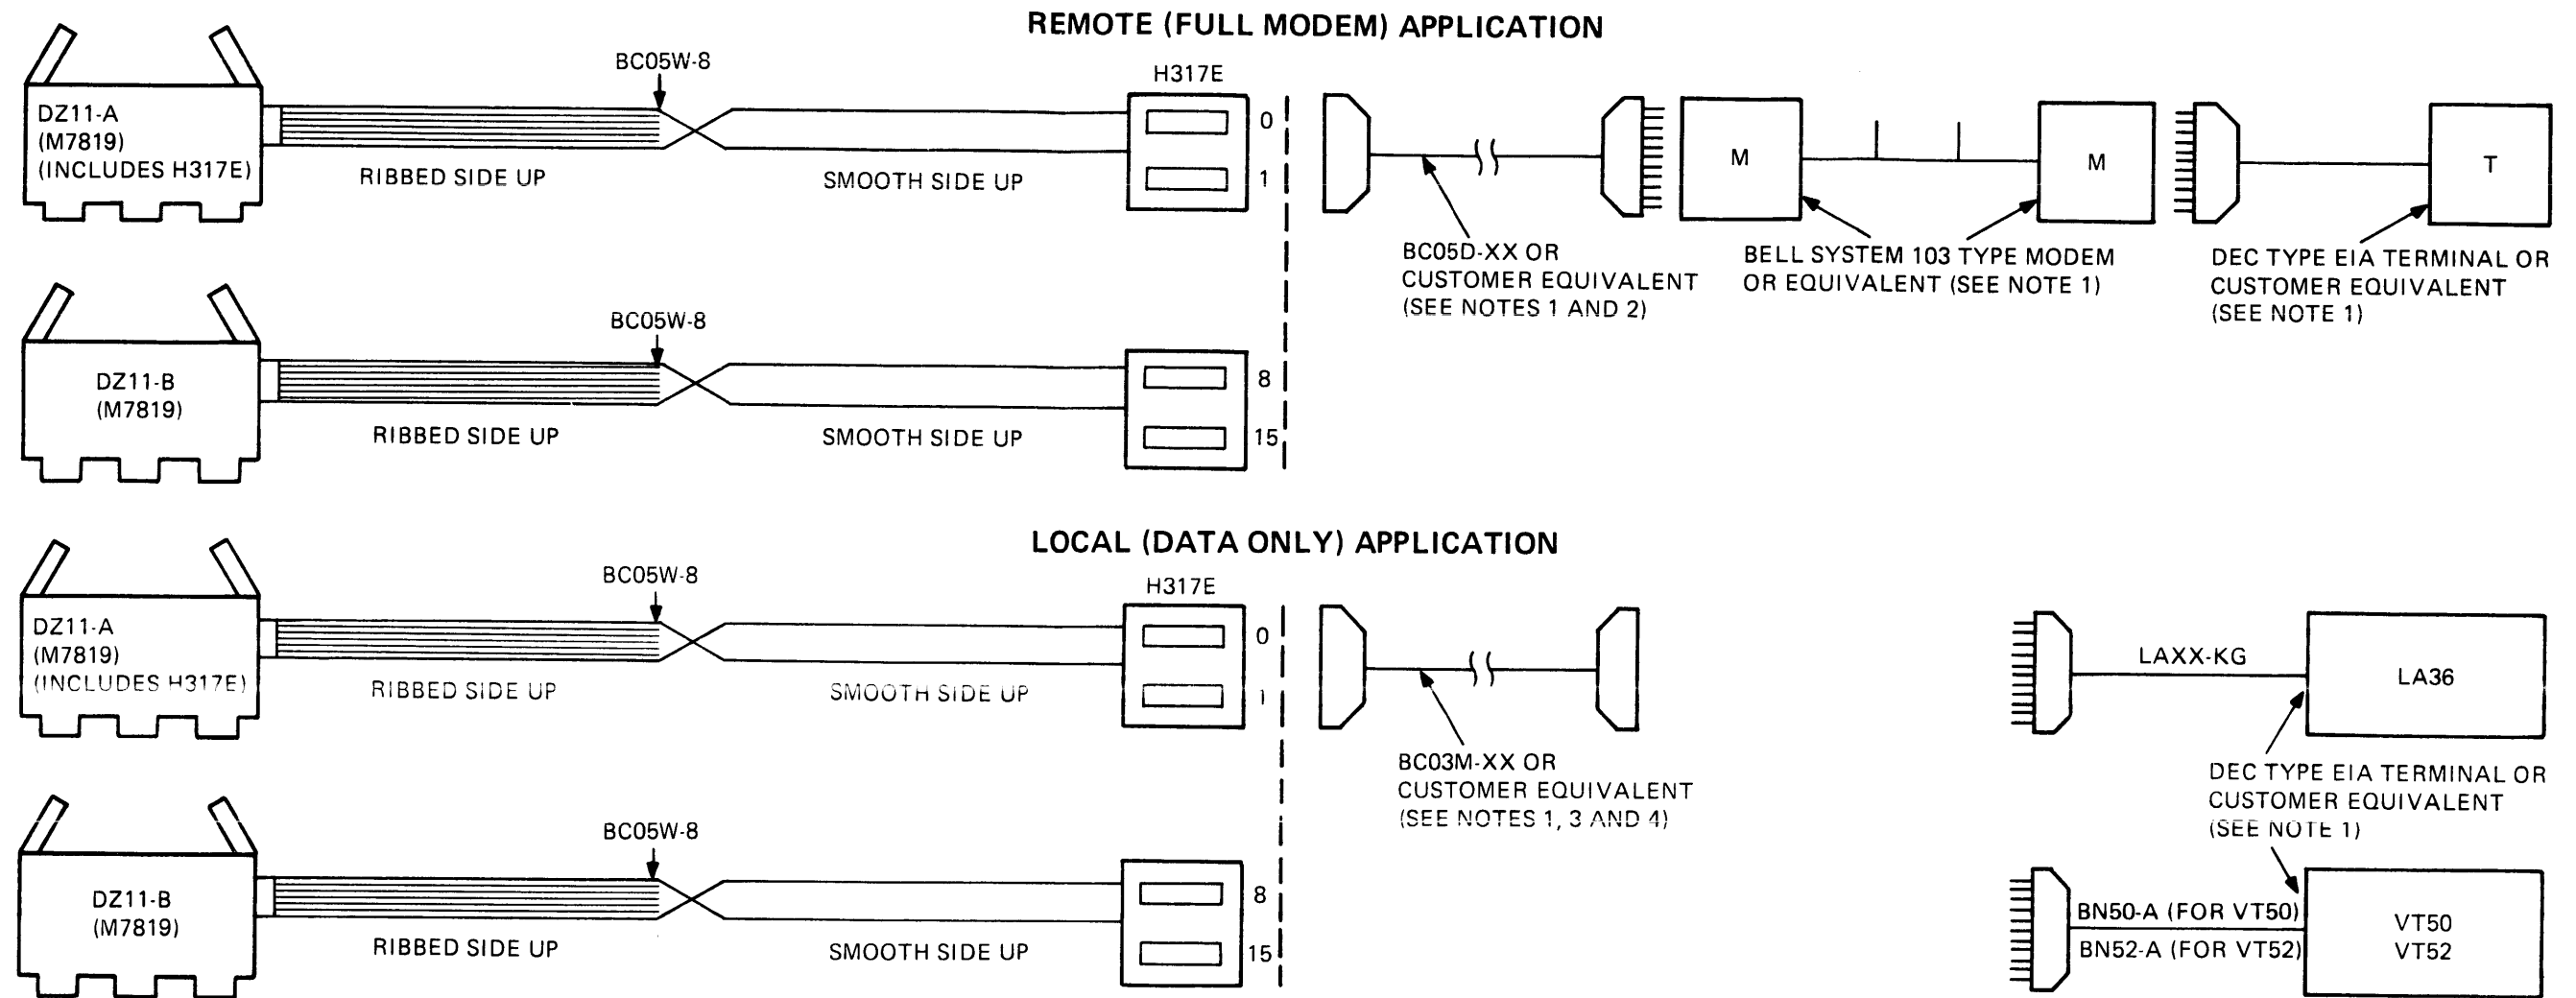 REMOTE (FULL MODEM) APPLICATION
BC05W-8
H317E
DZ11-A
(M7819)
(INCLUDES H317E)
RIBBED SIDE UP
SMOOTH SIDE UP
0
1
M
M
T
BC05D-XX OR
CUSTOMER EQUIVALENT
(SEE NOTES 1 AND 2)
BELL SYSTEM 103 TYPE MODEM
OR EQUIVALENT (SEE NOTE 1)
DEC TYPE EIA TERMINAL OR
CUSTOMER EQUIVALENT
(SEE NOTE 1)
BC05W-8
DZ11-B
(M7819)
RIBBED SIDE UP
SMOOTH SIDE UP
8
15
LOCAL (DATA ONLY) APPLICATION
BC05W-8
H317E
DZ11-A
(M7819)
(INCLUDES H317E)
RIBBED SIDE UP
SMOOTH SIDE UP
0
1
LAXX-KG
LA36
BC03M-XX OR
CUSTOMER EQUIVALENT
(SEE NOTES 1, 3 AND 4)
DEC TYPE EIA TERMINAL OR
CUSTOMER EQUIVALENT
(SEE NOTE 1)
BC05W-8
DZ11-B
(M7819)
RIBBED SIDE UP
SMOOTH SIDE UP
8
15
BN50-A (FOR VT50)
BN52-A (FOR VT52)
VT50
VT52